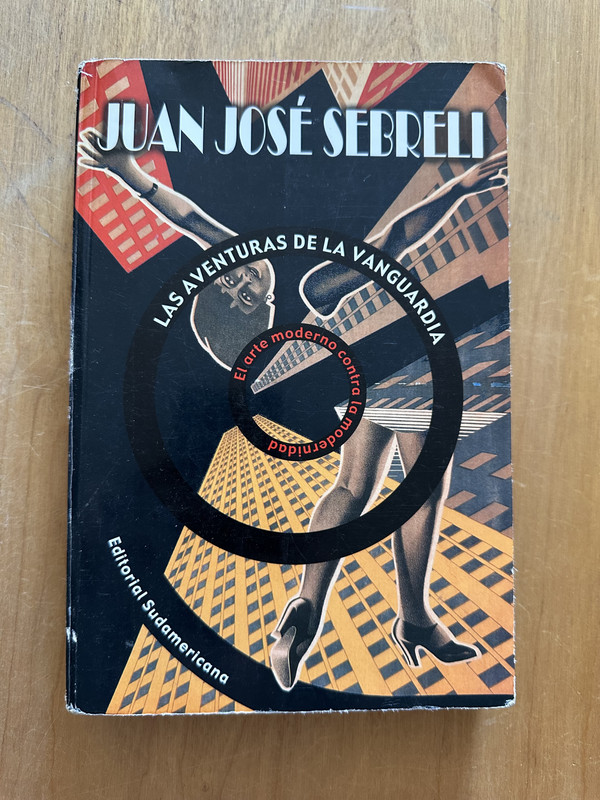 JUAN JOSÉ SEBRELI
LAS AVENTURAS DE LA VANGUARDIA
El arte moderno contra la modernidad
Editorial Sudamericana